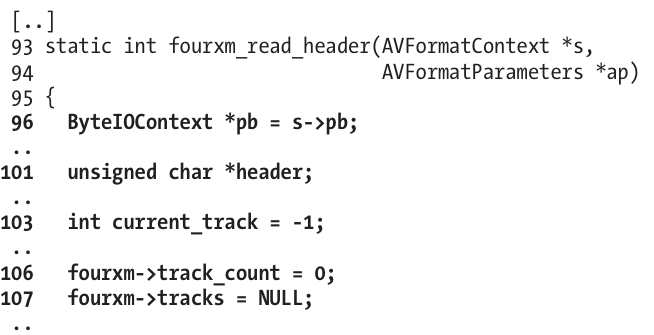 [..]
93 static int fourxm_read_header(AVFormatContext *s,
94                               AVFormatParameters *ap)
95 {
96   ByteIOContext *pb = s->pb;
..
101   unsigned char *header;
..
103   int current_track = -1;
..
106   fourxm->track_count = 0;
107   fourxm->tracks = NULL;
..